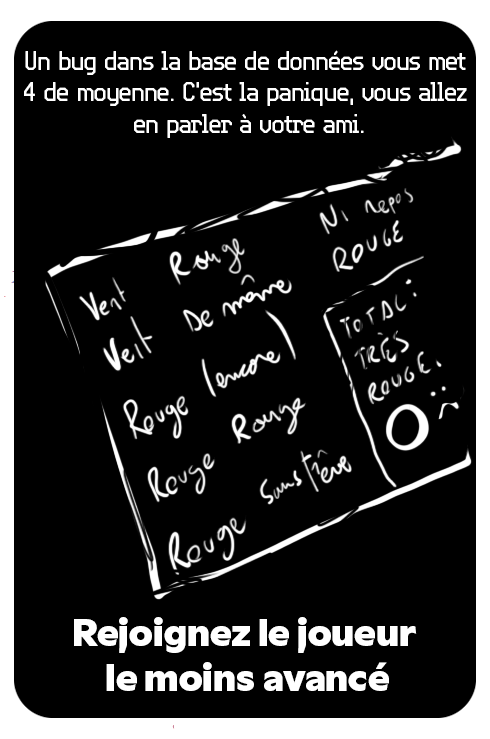 Un bug dans la base de données vous met
4 de moyenne. C'est la panique, vous allez
en parler à votre ami.
Vert Rouge Ni repos
Vert De même ROUGE
Rouge (encore)
Rouge Rouge
Rouge sans trêve
TOTAL:
TRÈS
ROUGE.
O :(
Rejoignez le joueur
le moins avancé